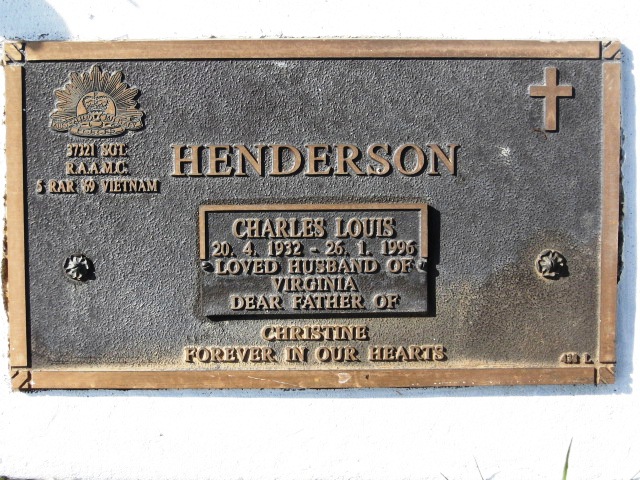 37321 SGT.
R.A.A.M.C.
5 RAR '69 VIETNAM
HENDERSON
CHARLES LOUIS
20. 4. 1932 - 26. 1. 1996
LOVED HUSBAND OF
VIRGINIA
DEAR FATHER OF
CHRISTINE
FOREVER IN OUR HEARTS